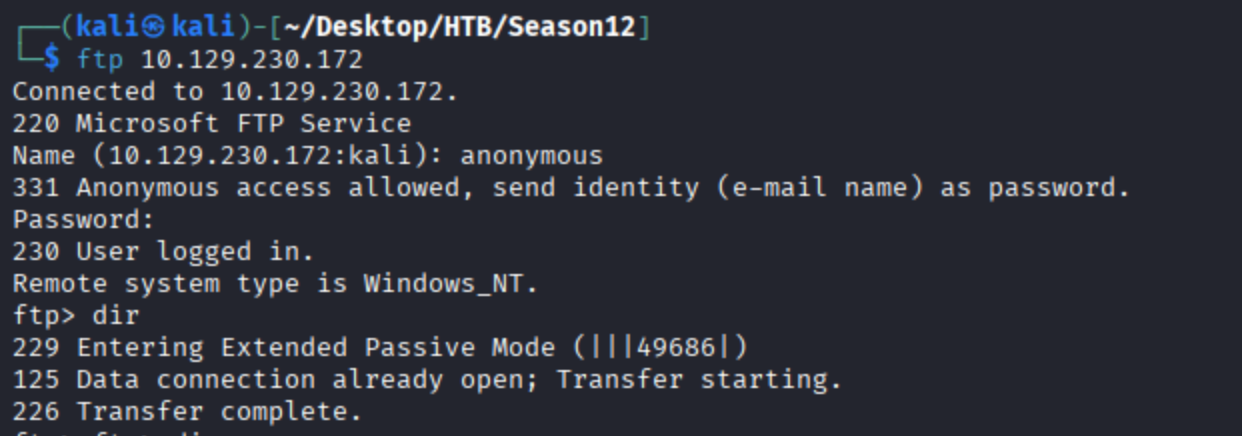 ┌──(kali㉿kali)-[~/Desktop/HTB/Season12]
└─$ ftp 10.129.230.172
Connected to 10.129.230.172.
220 Microsoft FTP Service
Name (10.129.230.172:kali): anonymous
331 Anonymous access allowed, send identity (e-mail name) as password.
Password:
230 User logged in.
Remote system type is Windows_NT.
ftp> dir
229 Entering Extended Passive Mode (|||49686|)
125 Data connection already open; Transfer starting.
226 Transfer complete.